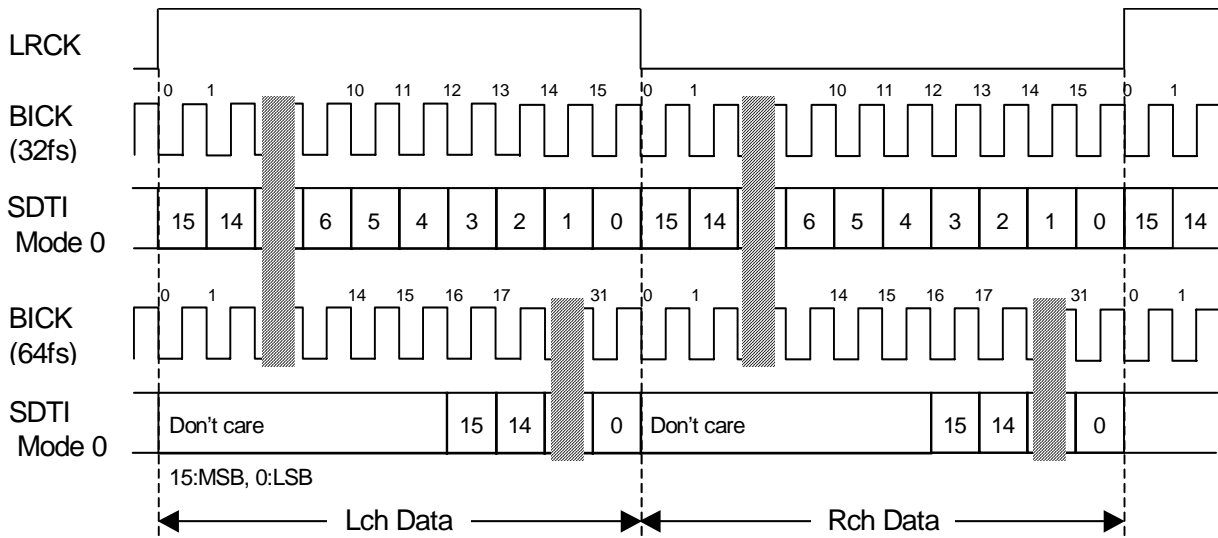 LRCK
0 1 10 11 12 13 14 15 0 1 10 11 12 13 14 15 0 1
BICK
(32fs)
SDTI
Mode 0
15 14 6 5 4 3 2 1 0 15 14 6 5 4 3 2 1 0 15 14
0 1 14 15 16 17 31 0 1 14 15 16 17 31 0 1
BICK
(64fs)
SDTI
Mode 0
Don't care 15 14 0 Don't care 15 14 0
15:MSB, 0:LSB
Lch Data Rch Data